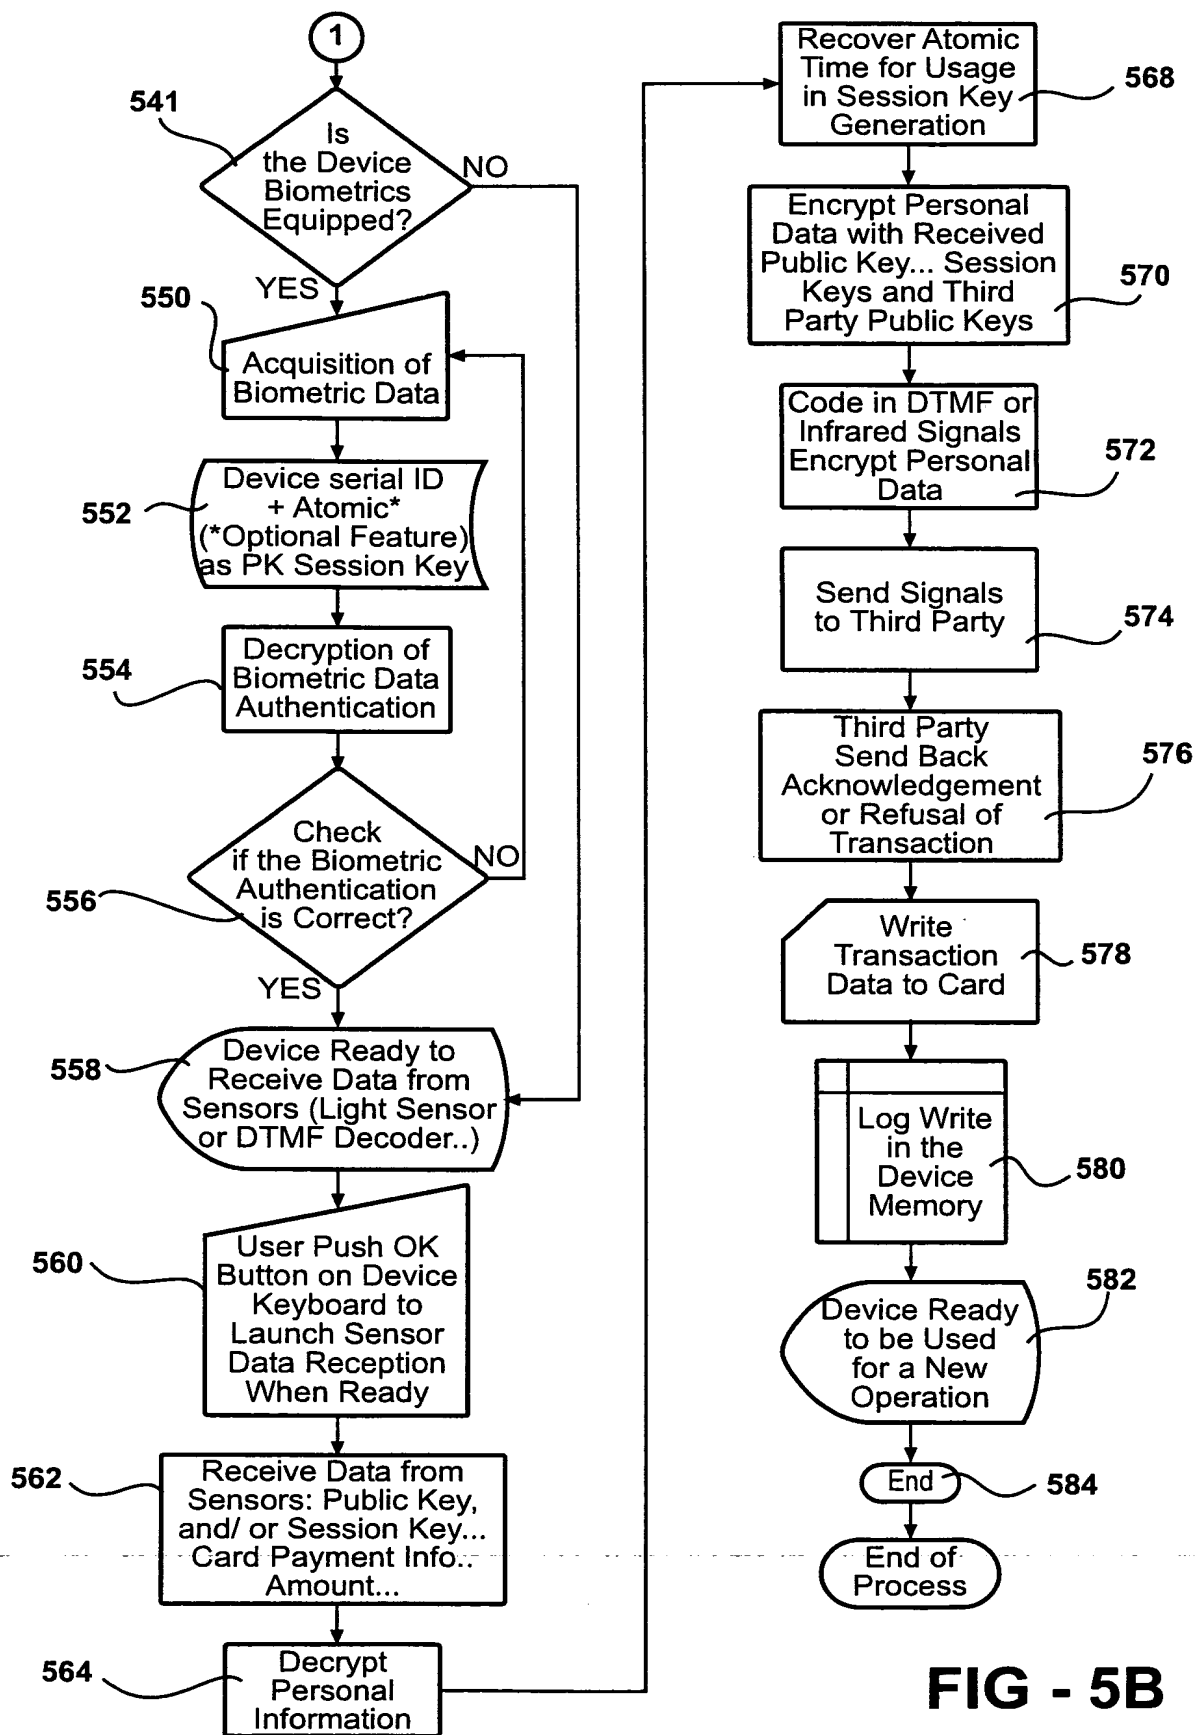 1
541
Is
the Device
Biometrics
Equipped?
NO
YES
550
Acquisition of
Biometric Data
552
Device serial ID
+ Atomic*
(*Optional Feature)
as PK Session Key
554
Decryption of
Biometric Data
Authentication
556
Check
if the Biometric
Authentication
is Correct?
NO
YES
558
Device Ready to
Receive Data from
Sensors (Light Sensor
or DTMF Decoder..)
560
User Push OK
Button on Device
Keyboard to
Launch Sensor
Data Reception
When Ready
562
Receive Data from
Sensors: Public Key,
and/ or Session Key...
Card Payment Info..
Amount...
564
Decrypt
Personal
Information
Recover Atomic
Time for Usage
in Session Key
Generation
568
Encrypt Personal
Data with Received
Public Key... Session
Keys and Third
Party Public Keys
570
Code in DTMF or
Infrared Signals
Encrypt Personal
Data
572
Send Signals
to Third Party
574
Third Party
Send Back
Acknowledgement
or Refusal of
Transaction
576
Write
Transaction
Data to Card
578
Log Write
in the
Device
Memory
580
Device Ready
to be Used
for a New
Operation
582
End
584
End of
Process
FIG - 5B